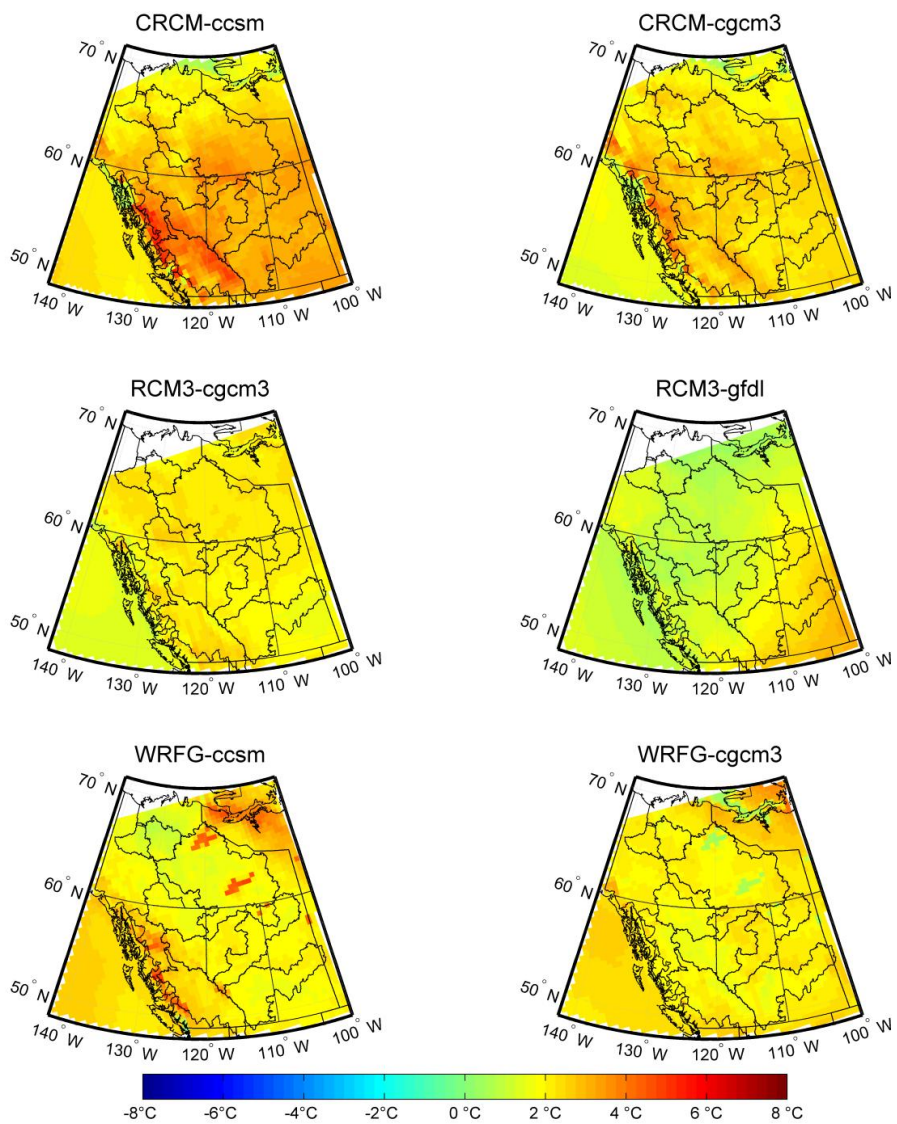 CRCM-ccsm CRCM-cgcm3
70° N 70° N
60° N 60° N
50° N 50° N
140° W 130° W 120° W 110° W 100° W 140° W 130° W 120° W 110° W 100° W
RCM3-cgcm3 RCM3-gfdl
70° N 70° N
60° N 60° N
50° N 50° N
140° W 130° W 120° W 110° W 100° W 140° W 130° W 120° W 110° W 100° W
WRFG-ccsm WRFG-cgcm3
70° N 70° N
60° N 60° N
50° N 50° N
140° W 130° W 120° W 110° W 100° W 140° W 130° W 120° W 110° W 100° W
-8°C -6°C -4°C -2°C 0 °C 2 °C 4 °C 6 °C 8 °C